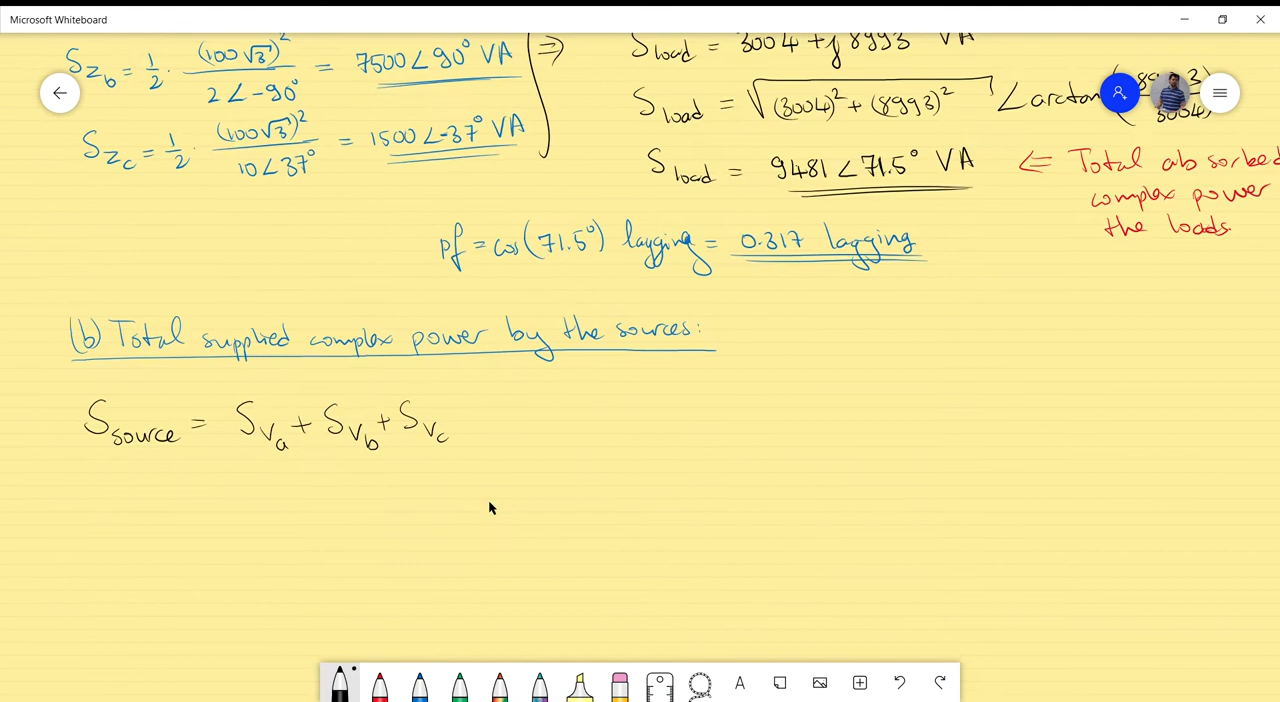 Microsoft Whiteboard
S_Zb = 1/2 · (100√3)² / 2∠-90° = 7500∠90° VA
S_Zc = 1/2 · (100√3)² / 10∠37° = 1500∠-37° VA
⇒
S_load = 3004 + j 8993 VA
S_load = √((3004)² + (8993)²) ∠arctan( 3004
S_load = 9481 ∠71.5° VA
⇐ Total absorbed
complex power
the loads.
pf = cos(71.5°) lagging = 0.317 lagging
(b) Total supplied complex power by the sources:
S_source = S_Va + S_Vb + S_Vc
A